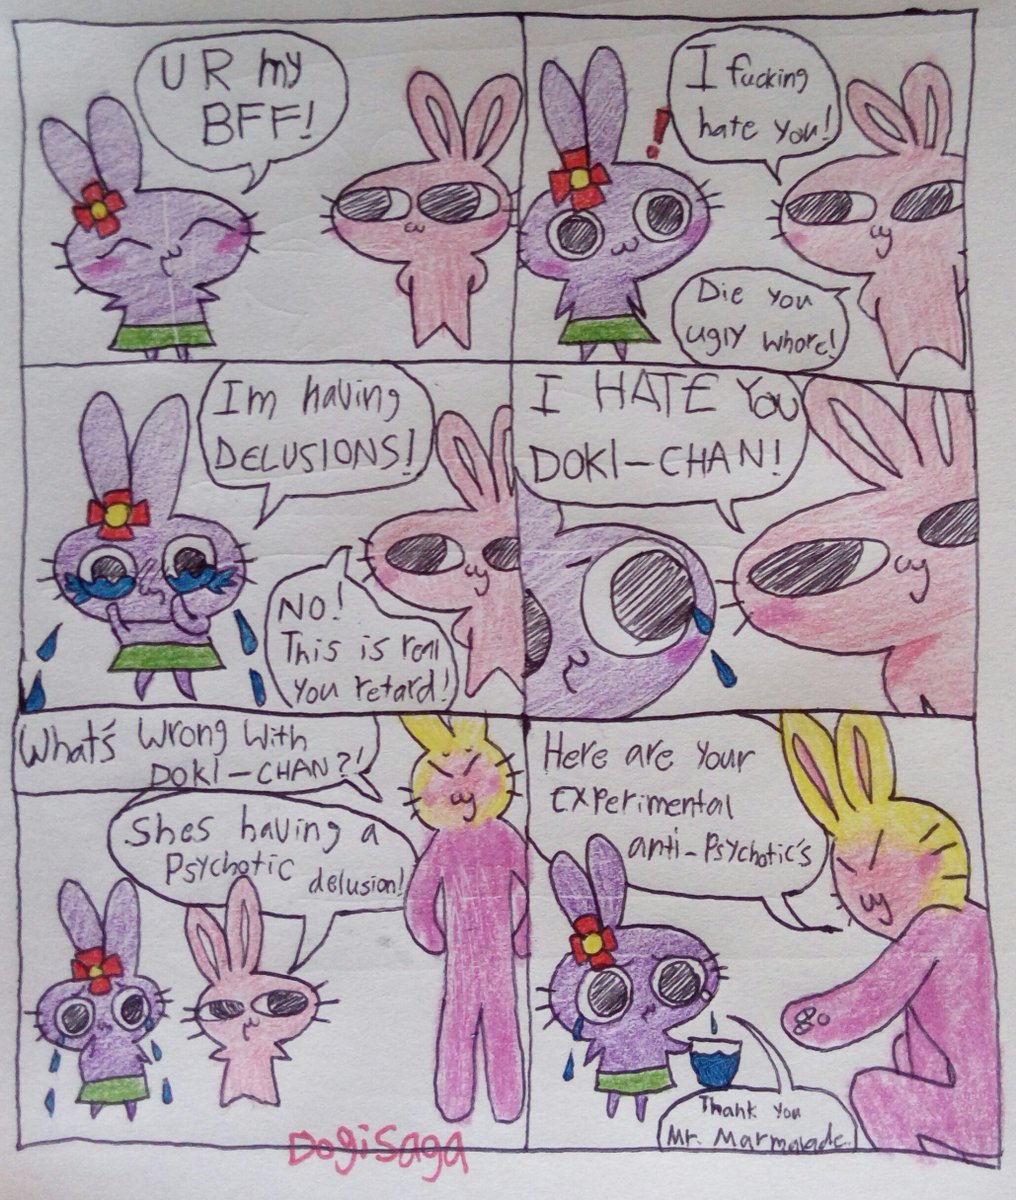 UR my
BFF!
I fucking
hate you!
Die you
ugly whore!
Im having
DELUSIONS!
NO!
This is real
you retard!
I HATE YOU
DOKI-CHAN!
What's wrong with
DOKI-CHAN?!
Shes having a
Psychotic delusion!
Here are your
Experimental
anti-Psychotic's
Thank you
Mr. Marmalade.
DogiSaga